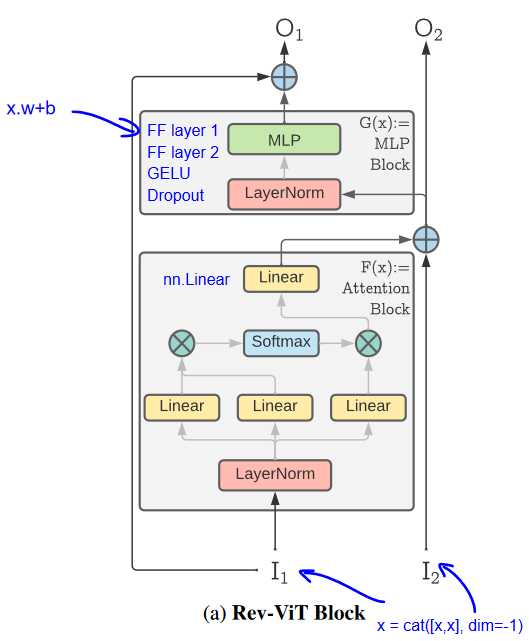 O1 O2
x.w+b
FF layer 1
FF layer 2
GELU
Dropout
MLP
LayerNorm
G(x):=
MLP
Block
nn.Linear
Linear
F(x):=
Attention
Block
Softmax
Linear Linear Linear
LayerNorm
I1 I2
(a) Rev-ViT Block
x = cat([x,x], dim=-1)